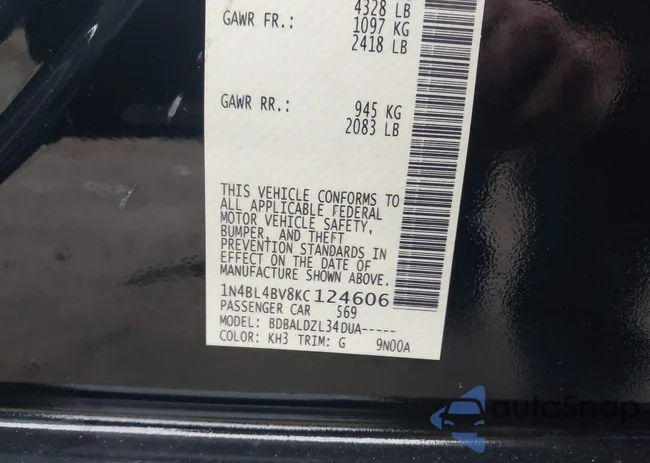 4328 LB
GAWR FR.: 1097 KG
2418 LB
GAWR RR.: 945 KG
2083 LB
THIS VEHICLE CONFORMS TO
ALL APPLICABLE FEDERAL
MOTOR VEHICLE SAFETY,
BUMPER, AND THEFT
PREVENTION STANDARDS IN
EFFECT ON THE DATE OF
MANUFACTURE SHOWN ABOVE.
1N4BL4BV8KC124606
PASSENGER CAR 569
MODEL: BDBALDZL34DUA-----
COLOR: KH3 TRIM: G 9N00A
autoSnap